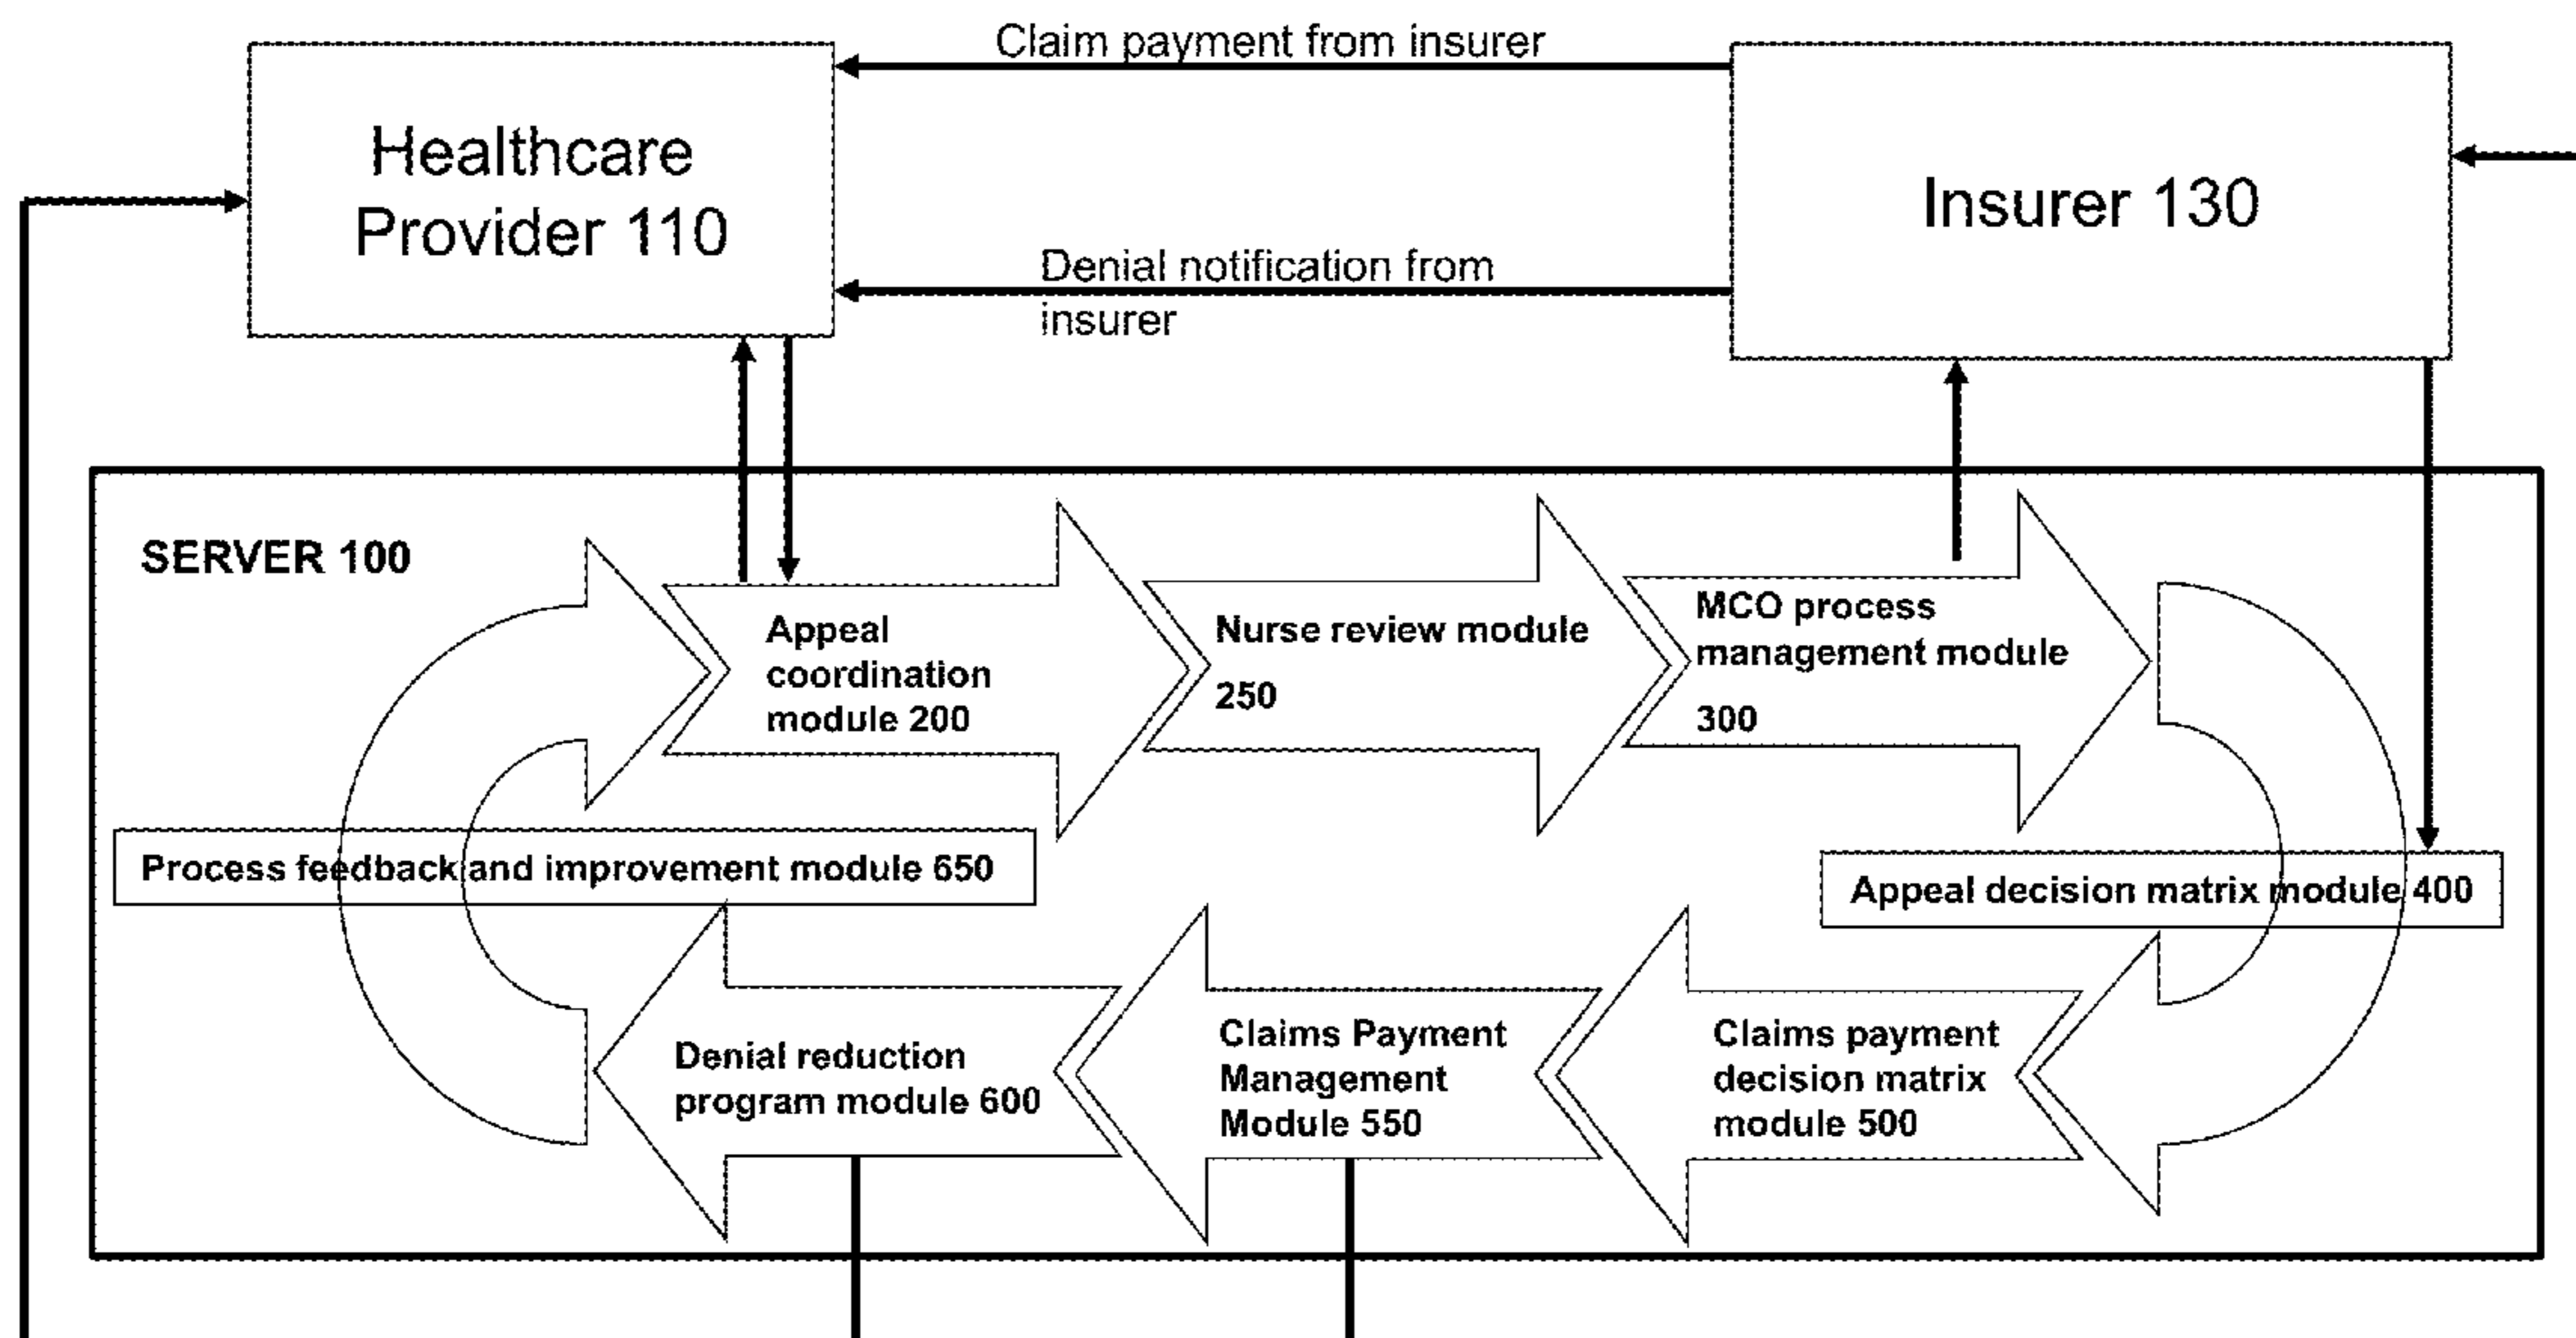 Claim payment from insurer
Healthcare
Provider 110
Insurer 130
Denial notification from
insurer
SERVER 100
Appeal
coordination
module 200
Nurse review module
250
MCO process
management module
300
Process feedback and improvement module 650
Appeal decision matrix module 400
Denial reduction
program module 600
Claims Payment
Management
Module 550
Claims payment
decision matrix
module 500